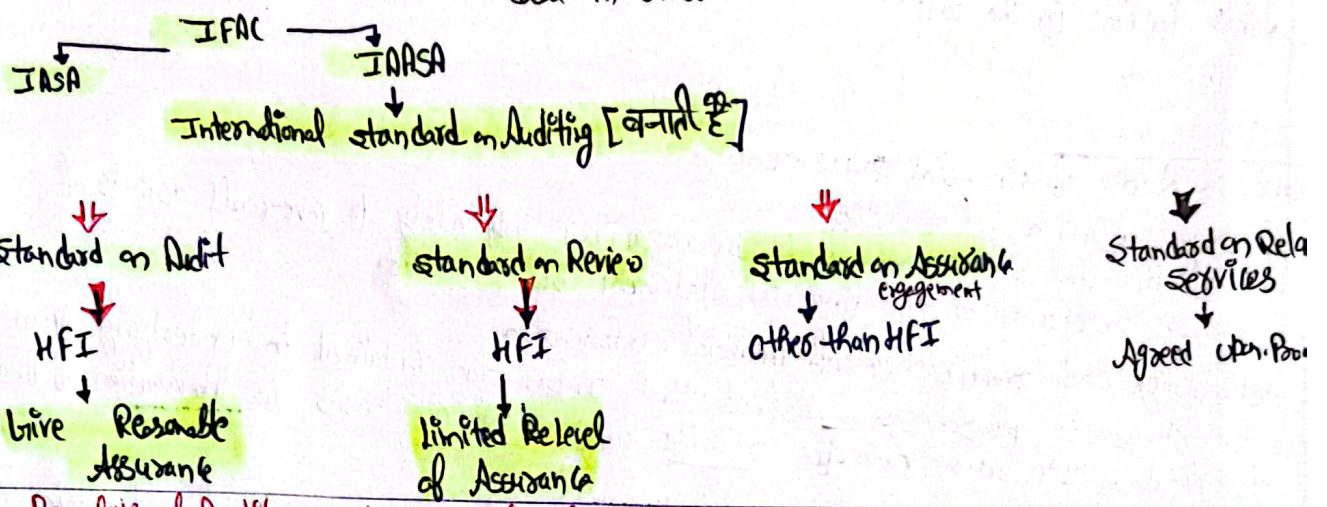 IFAC
IASA
IAASA
International standard on Auditing [बनाती है]
Standard on Audit
standard on Review
Standard on Assurance
engagement
Standard on Rela
Services
HFI
HFI
other than HFI
Agreed Upon. Pro
Give Reasonable
Assurance
Limited Relevel
of Assurance